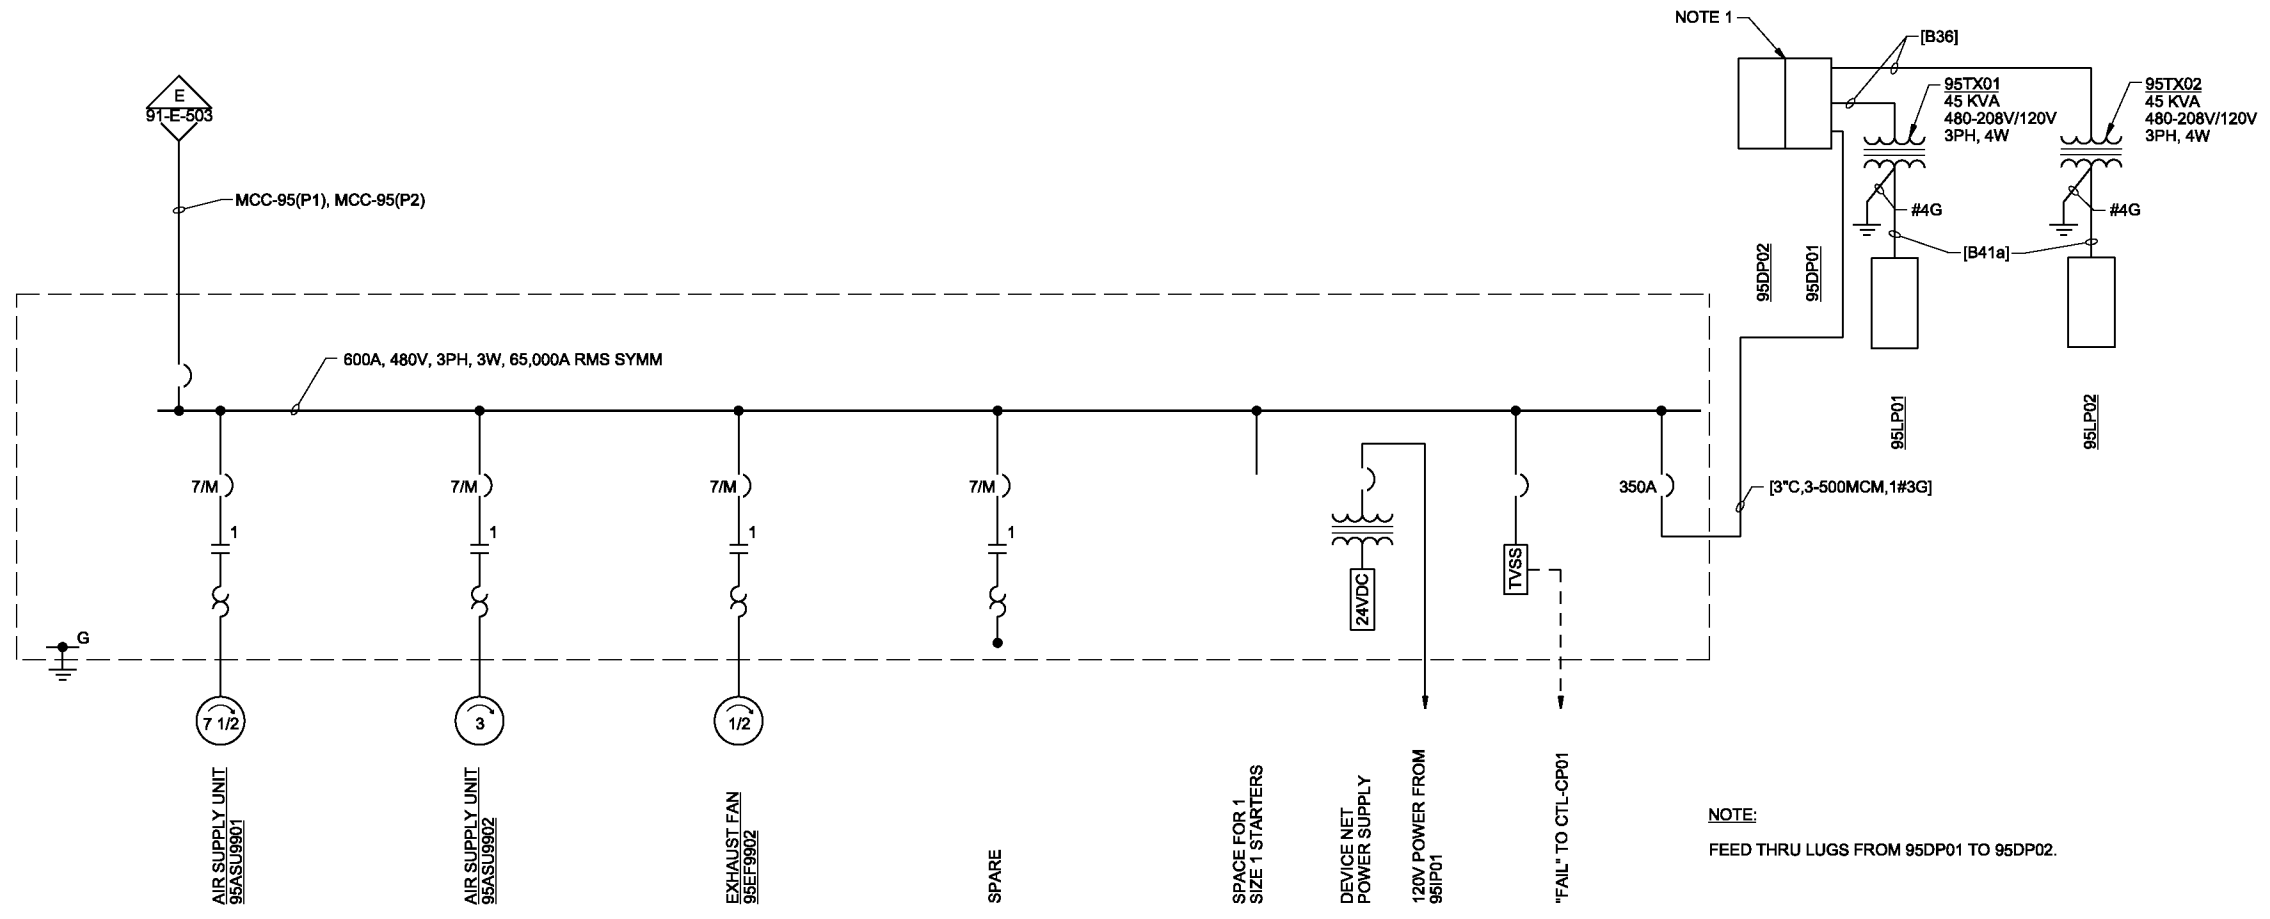 NOTE 1
[B36]
E
91-E-503
95TX01
45 KVA
480-208V/120V
3PH, 4W
95TX02
45 KVA
480-208V/120V
3PH, 4W
MCC-95(P1), MCC-95(P2)
#4G
#4G
[B41a]
95DP02
95DP01
600A, 480V, 3PH, 3W, 65,000A RMS SYMM
95LP01
95LP02
7/M
7/M
7/M
7/M
350A
[3"C,3-500MCM,1#3G]
1
1
1
1
24VDC
TVSS
G
7 1/2
3
1/2
AIR SUPPLY UNIT
95ASU9901
AIR SUPPLY UNIT
95ASU9902
EXHAUST FAN
95EF9902
SPARE
SPACE FOR 1
SIZE 1 STARTERS
DEVICE NET
POWER SUPPLY
120V POWER FROM
95IP01
"FAIL" TO CTL-CP01
NOTE:
FEED THRU LUGS FROM 95DP01 TO 95DP02.